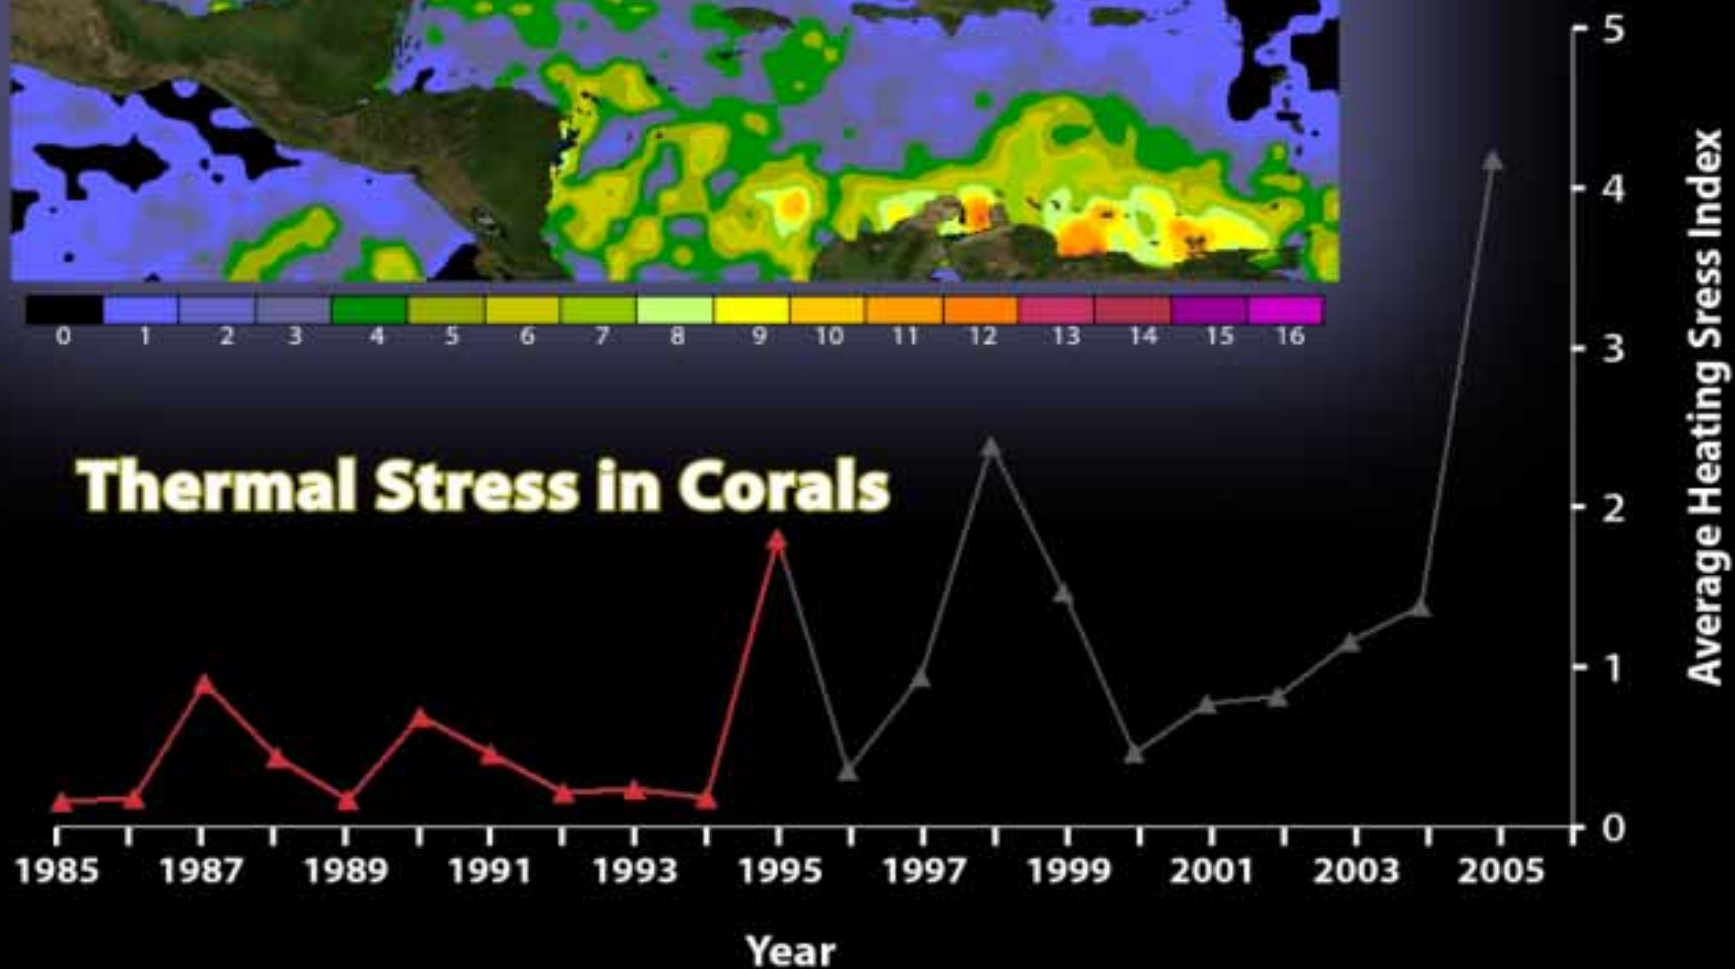 0 1 2 3 4 5 6 7 8 9 10 11 12 13 14 15 16
Thermal Stress in Corals
5
4
3
2
1
0
Average Heating Sress Index
1985 1987 1989 1991 1993 1995 1997 1999 2001 2003 2005
Year